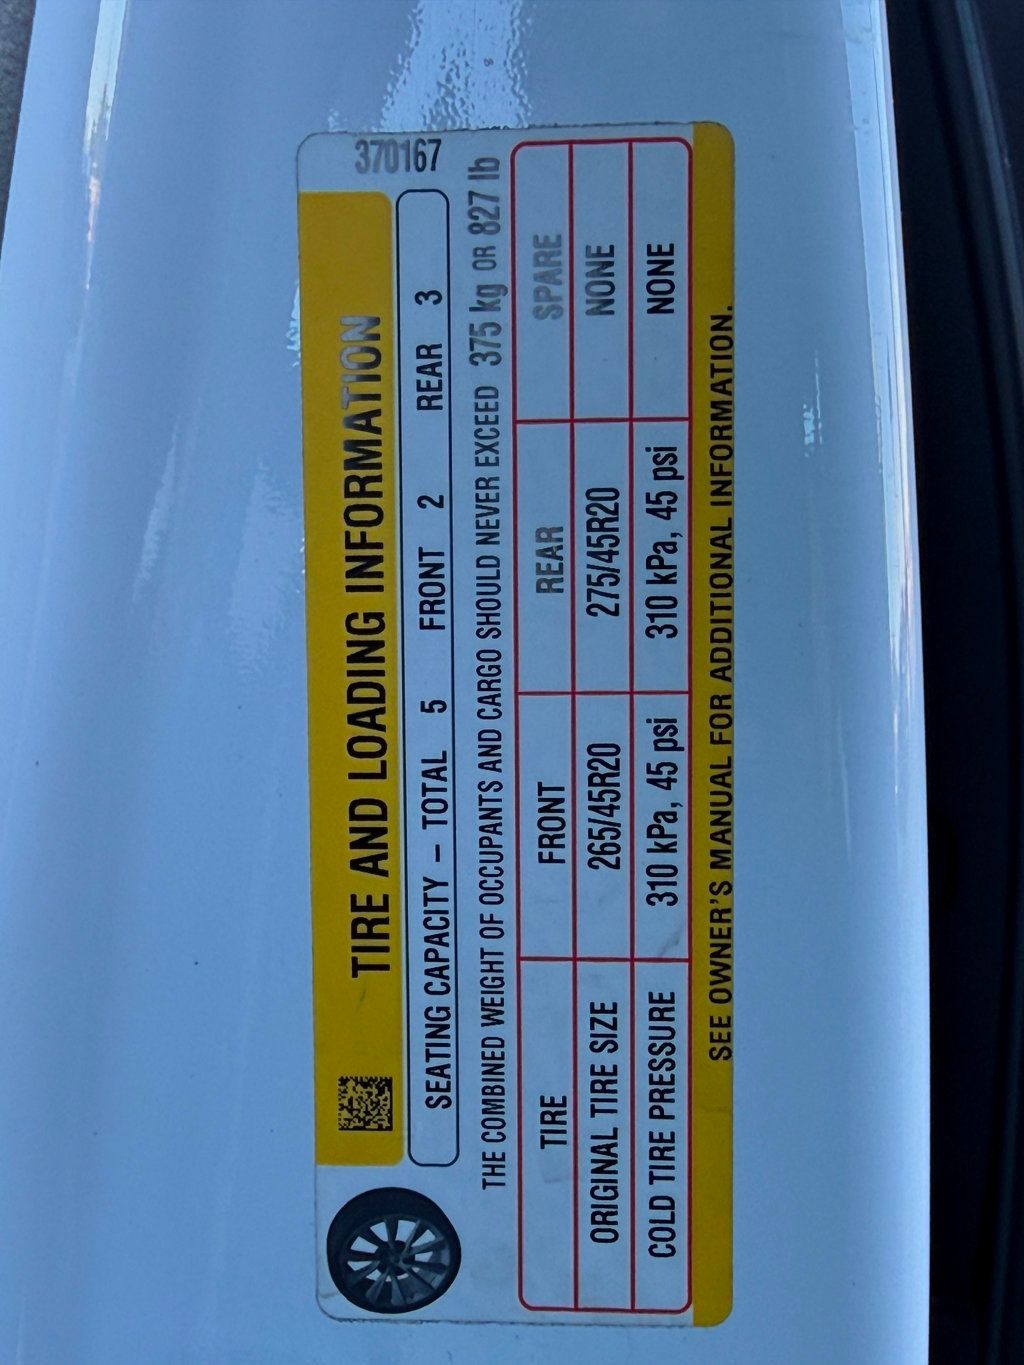 370167
TIRE AND LOADING INFORMATION
SEATING CAPACITY – TOTAL 5 FRONT 2 REAR 3
THE COMBINED WEIGHT OF OCCUPANTS AND CARGO SHOULD NEVER EXCEED 375 kg OR 827 lb
TIRE FRONT REAR SPARE
ORIGINAL TIRE SIZE 265/45R20 275/45R20 NONE
COLD TIRE PRESSURE 310 kPa, 45 psi 310 kPa, 45 psi NONE
SEE OWNER'S MANUAL FOR ADDITIONAL INFORMATION.